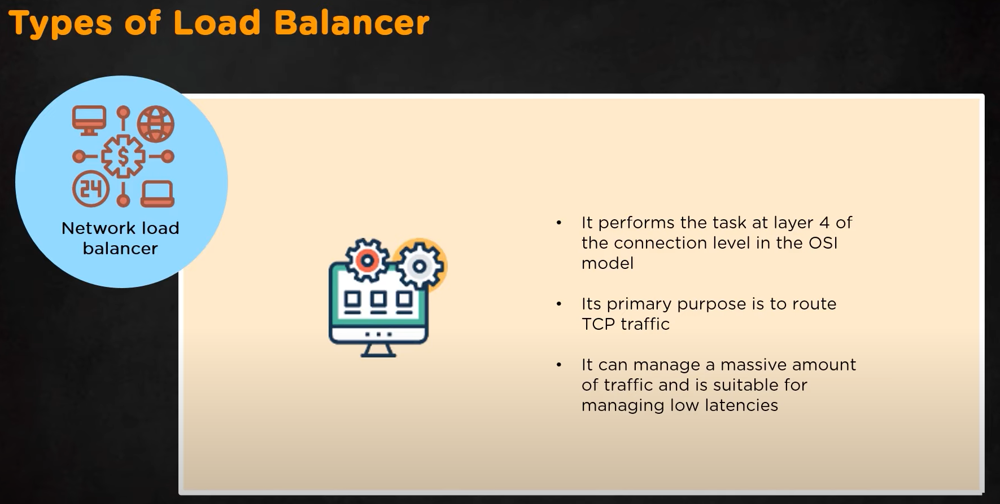 Types of Load Balancer
$
24
Network load
balancer
• It performs the task at layer 4 of
the connection level in the OSI
model
• Its primary purpose is to route
TCP traffic
• It can manage a massive amount
of traffic and is suitable for
managing low latencies